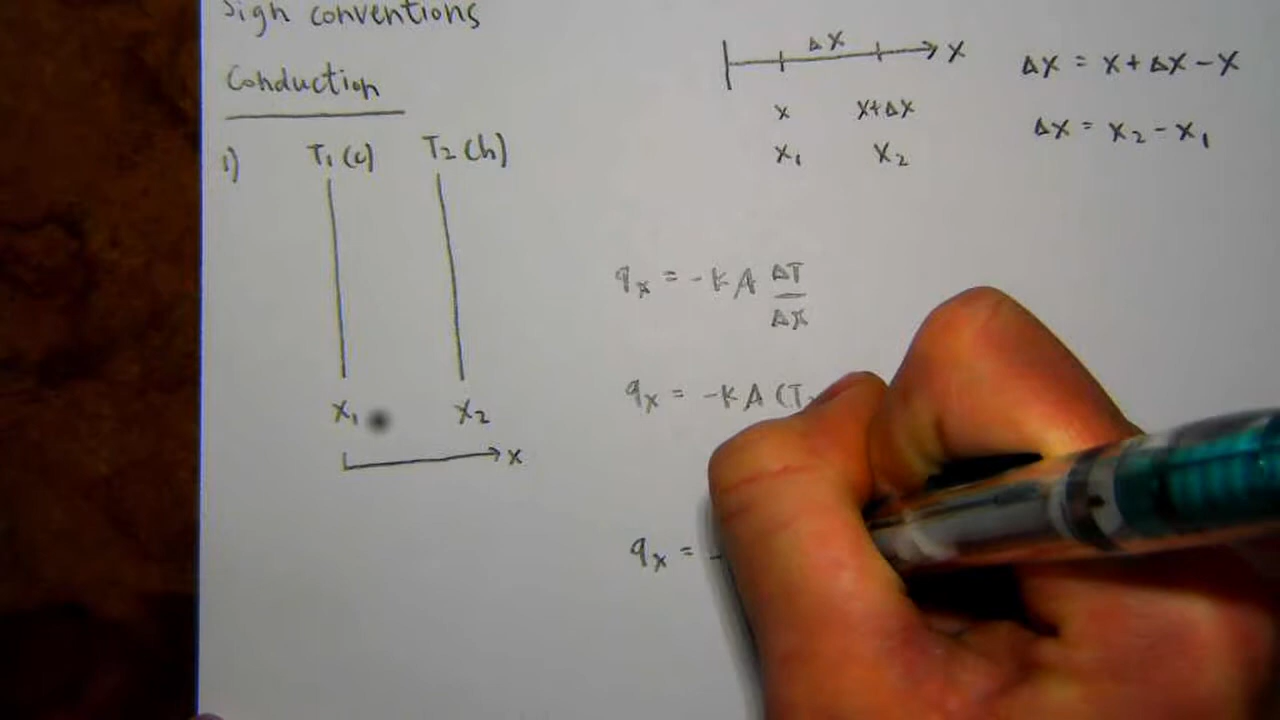 Sign conventions
Conduction
1) T₁(c) T₂(h)
x₁ x₂
x
Δx x
x x+Δx
x₁ x₂
Δx = x+Δx-x
Δx = x₂-x₁
qₓ = -kA ΔT/Δx
qₓ = -kA (T
qₓ = -